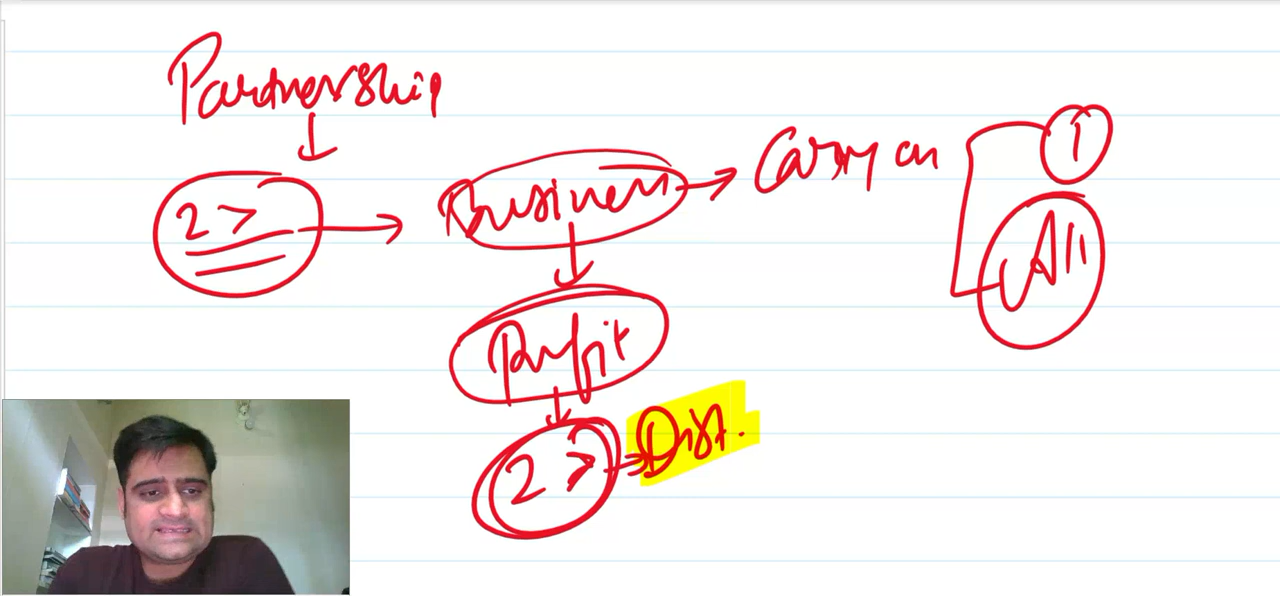 Partnership
2 >
Business
Carry on
1
All
Profit
2 >
Dist.